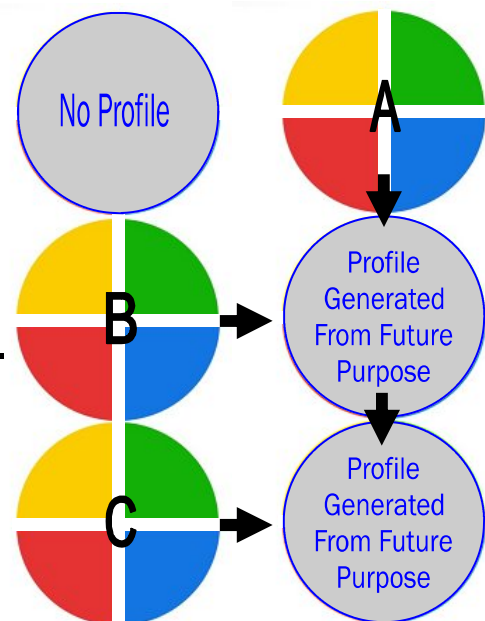 No Profile
A
B
Profile
Generated
From Future
Purpose
C
Profile
Generated
From Future
Purpose